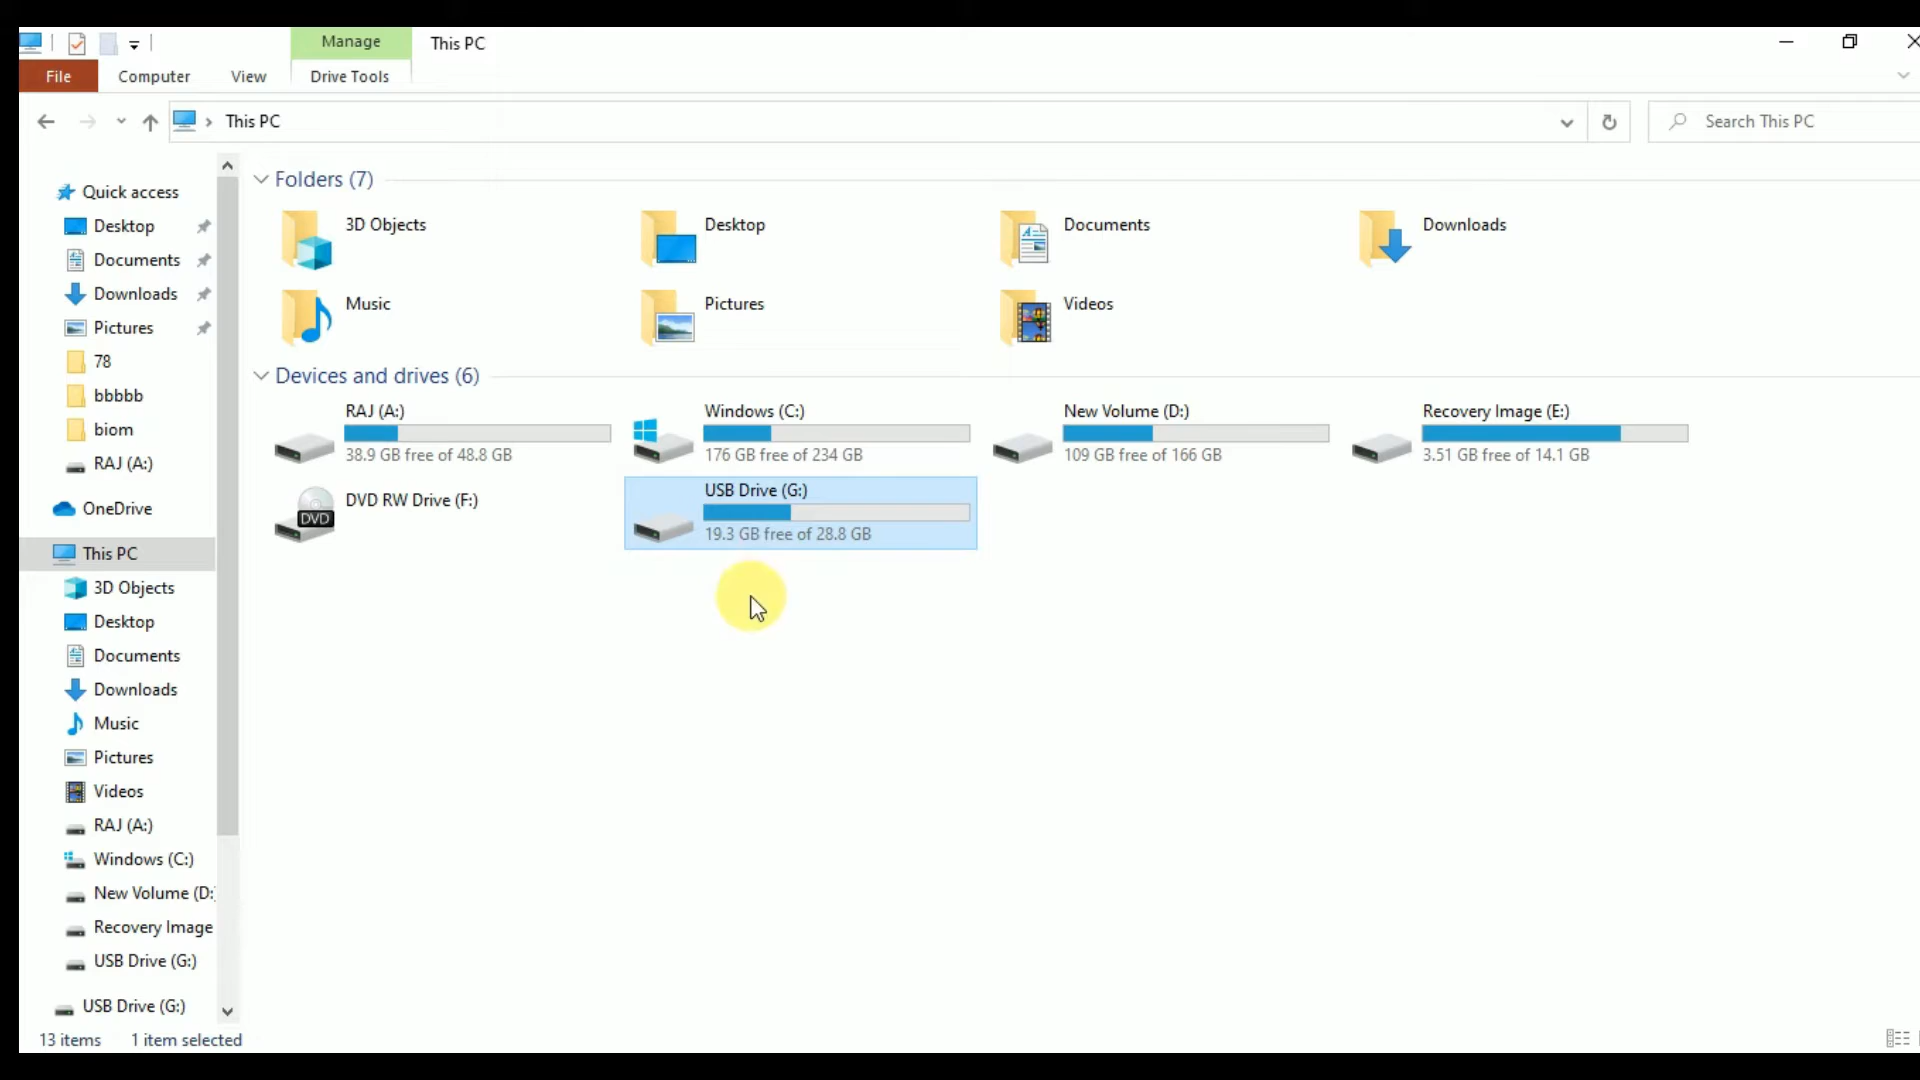 Manage
This PC
File
Computer
View
Drive Tools
This PC
Search This PC
Quick access
Desktop
Documents
Downloads
Pictures
78
bbbbb
biom
RAJ (A:)
OneDrive
This PC
3D Objects
Desktop
Documents
Downloads
Music
Pictures
Videos
RAJ (A:)
Windows (C:)
New Volume (D:
Recovery Image
USB Drive (G:)
USB Drive (G:)
Folders (7)
3D Objects
Desktop
Documents
Downloads
Music
Pictures
Videos
Devices and drives (6)
RAJ (A:)
38.9 GB free of 48.8 GB
Windows (C:)
176 GB free of 234 GB
New Volume (D:)
109 GB free of 166 GB
Recovery Image (E:)
3.51 GB free of 14.1 GB
DVD
DVD RW Drive (F:)
USB Drive (G:)
19.3 GB free of 28.8 GB
13 items
1 item selected